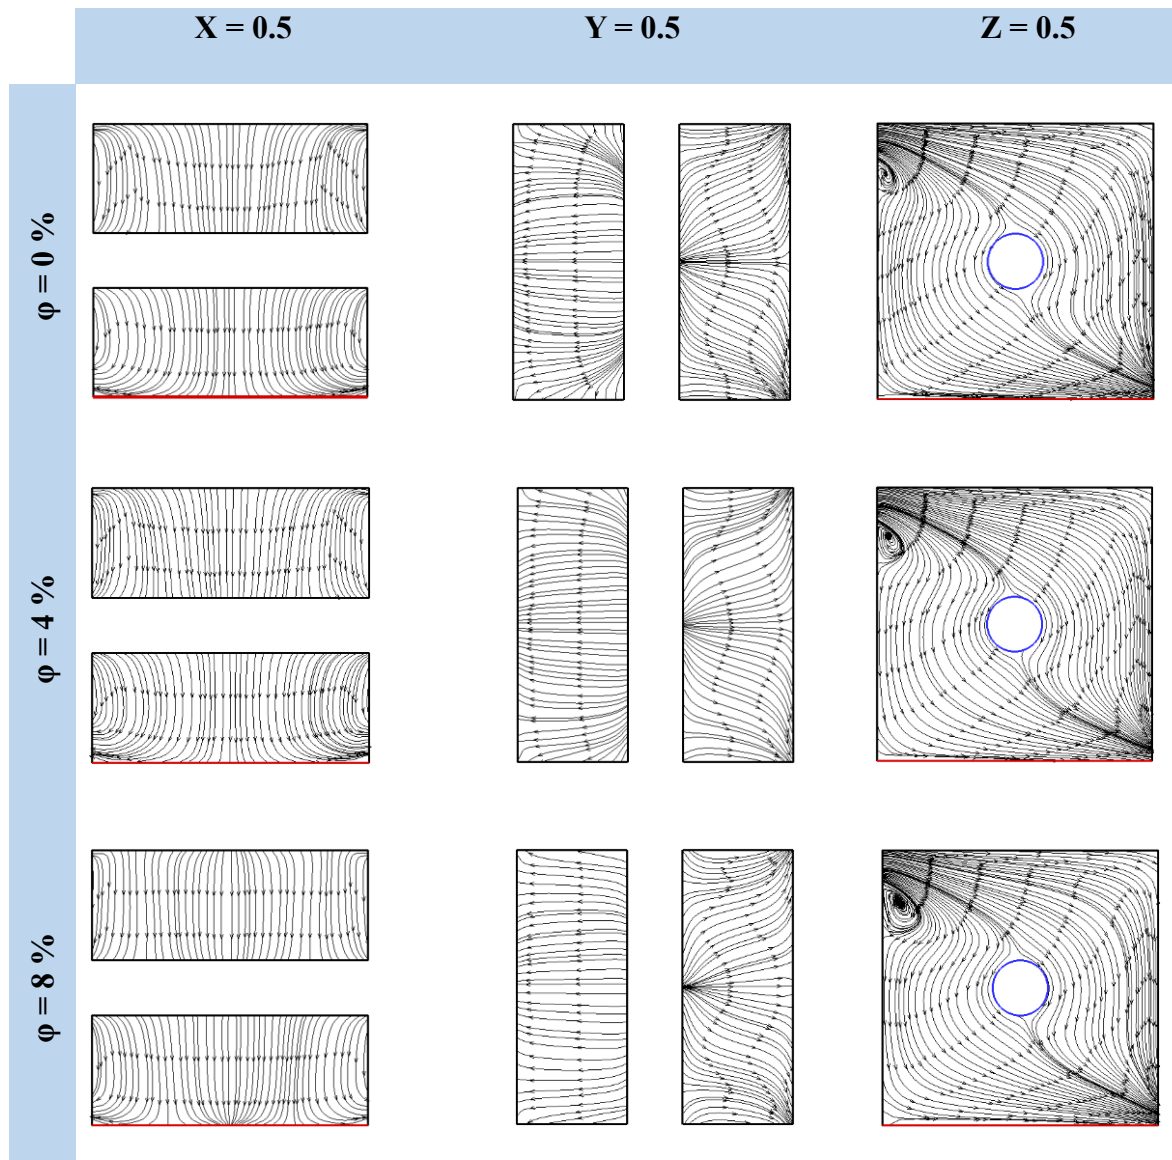 X = 0.5
Y = 0.5
Z = 0.5
φ = 0 %
φ = 4 %
φ = 8 %